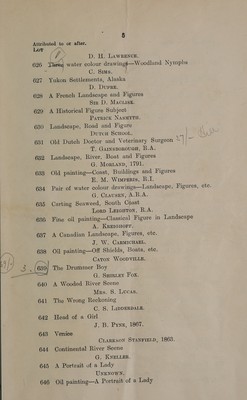 5
Attributed to or after.
Lot
D. H. Lawrence.
626 Three water colour drawings—Woodland Nymphs
C. Sims.
627 Yukon Settlements, Alaska
D. Dupre.
628 A French Landscape and Figures
Sir D. Maclise.
629 A Historical Figure Subject
Patrick Nasmyth.
630 Landscape, Road and Figure
Dutch School.
631 Old Dutch Doctor and Veterinary Surgeon
T. Gainsborough, R.A.
632 Landscape, River, Boat and Figures
G. Morland, 1791.
633 Oil painting—Coast, Buildings and Figures
E. M. Wimperis, R.I.
634 Pair of water colour drawings—Landscape, Figures, etc.
G. Clausen, A.R.A.
635 Carting Seaweed, South Coast
Lord Leighton, R.A.
636 Fine oil painting—Classical Figure in Landscape
A. Kreighoff.
637 A Canadian Landscape, Figures, etc.
J. W. Carmichael.
638 Oil painting—Off Shields, Boats, etc.
Caton Woodville.
3. 639 The Drummer Boy
G. Shirley Fox.
640 A Wooded River Scene
Mrs. S. Lucas.
641 The Wrong Reckoning
C. S. Lidderdale.
642 Head of a Girl
J. B. Pyne, 1867.
643 Venice
Clarkson Stanfield, 1863.
644 Continental River Scene
G. Kneller.
645 A Portrait of a Lady
Unknown.
646 Oil painting—A Portrait of a Lady